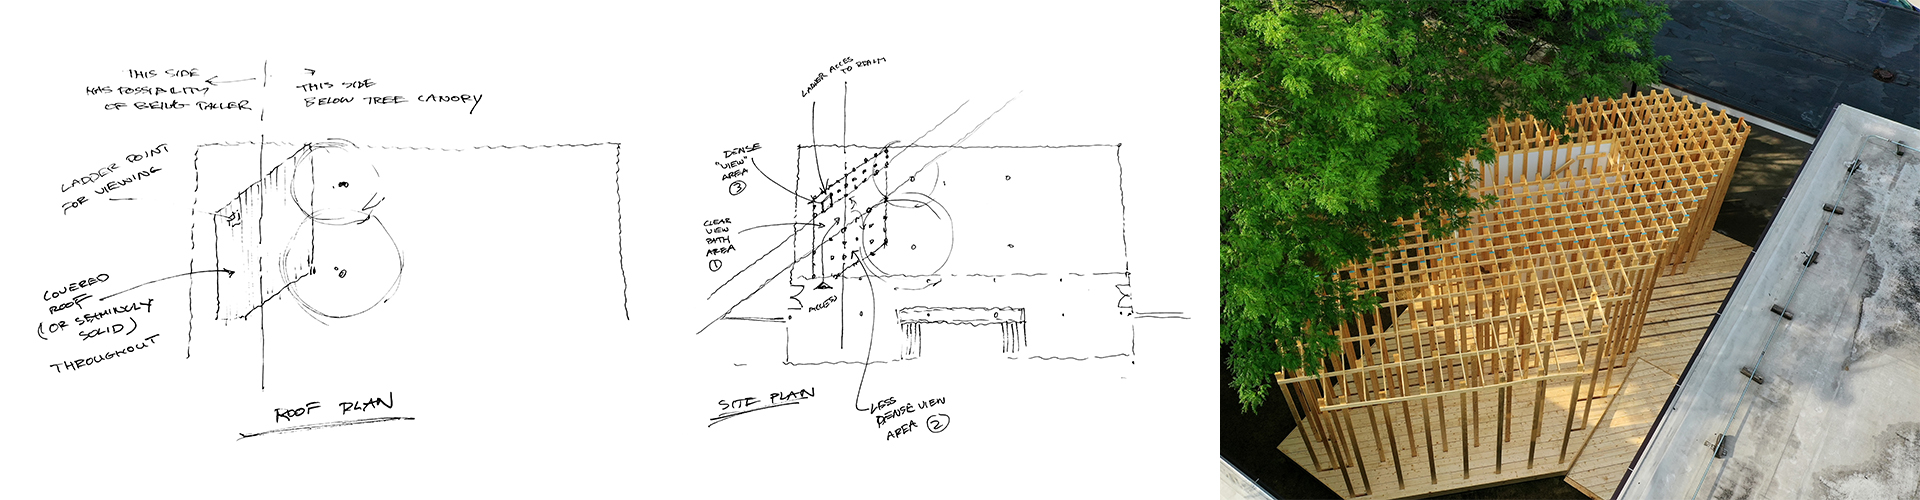 THIS SIDE
HAS POSSIBILITY
OF BEING TALLER
THIS SIDE
BELOW TREE CANOPY
LADDER POINT
FOR VIEWING
COVERED
ROOF
(OR SEEMINGLY
SOLID)
THROUGHOUT
ROOF PLAN
LADDER ACCES
TO REALM
DENSE
"VIEW"
AREA
3
CLEAR
VIEW
PATH
AREA
1
ACCESS
SITE PLAN
LESS
DENSE VIEW
AREA 2